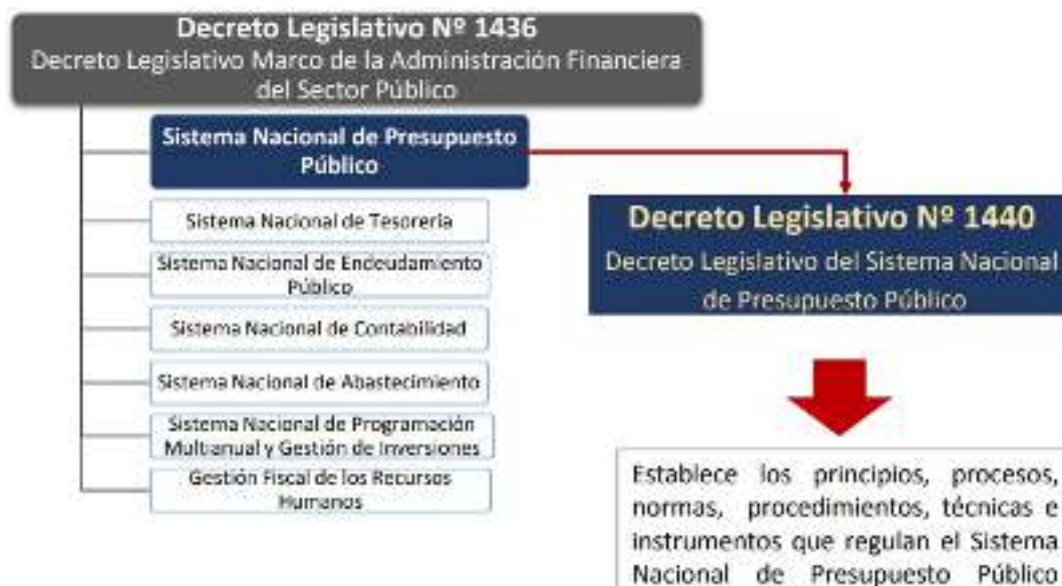 Decreto Legislativo Nº 1436
Decreto Legislativo Marco de la Administración Financiera
del Sector Público
Sistema Nacional de Presupuesto
Público
Sistema Nacional de Tesorería
Sistema Nacional de Endeudamiento
Público
Sistema Nacional de Contabilidad
Sistema Nacional de Abastecimiento
Sistema Nacional de Programación
Multianual y Gestión de Inversiones
Gestión Fiscal de los Recursos
Humanos
Decreto Legislativo Nº 1440
Decreto Legislativo del Sistema Nacional
de Presupuesto Público
Establece los principios, procesos,
normas, procedimientos, técnicas e
instrumentos que regulan el Sistema
Nacional de Presupuesto Público